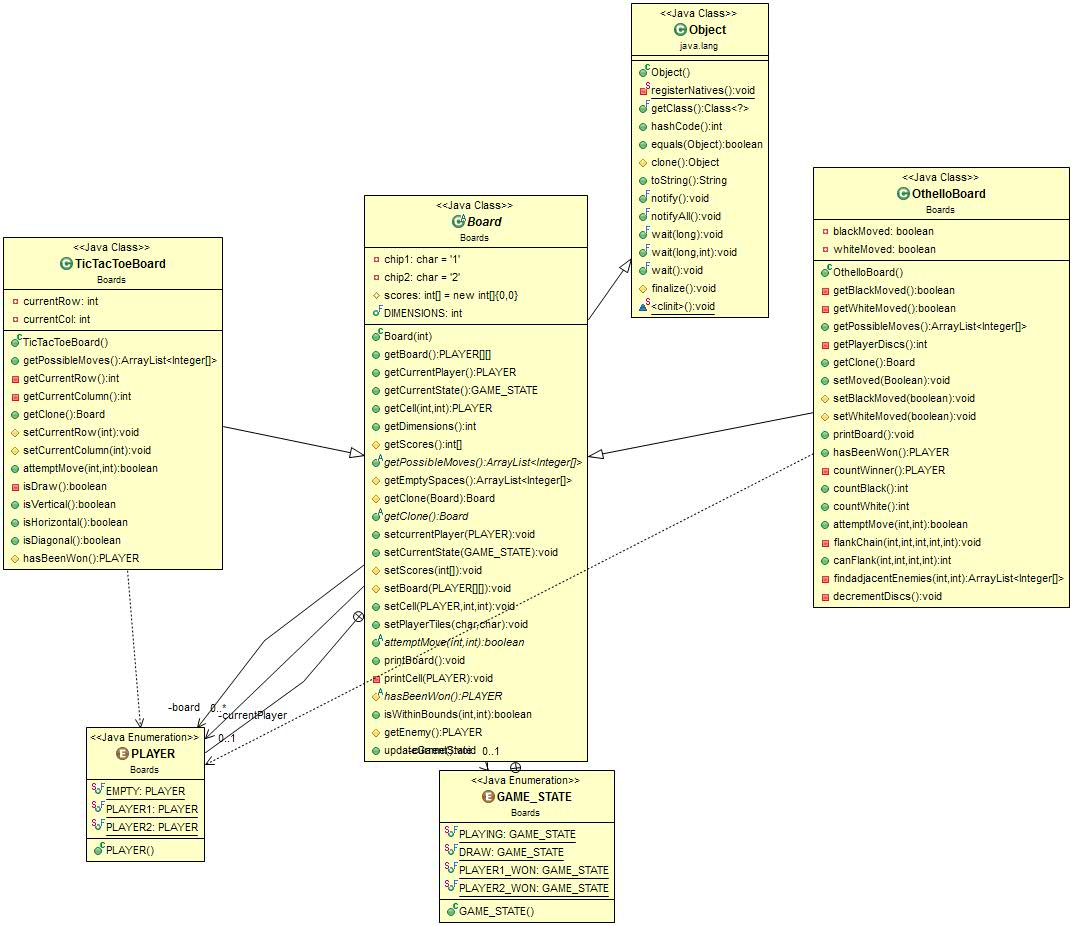 <<Java Class>>
Object
java.lang
Object()
registerNatives():void
getClass():Class<?>
hashCode():int
equals(Object):boolean
clone():Object
toString():String
notify():void
notifyAll():void
wait(long):void
wait(long,int):void
wait():void
finalize():void
<clinit>():void
<<Java Class>>
TicTacToeBoard
Boards
currentRow: int
currentCol: int
TicTacToeBoard()
getPossibleMoves():ArrayList<Integer[]>
getCurrentRow():int
getCurrentColumn():int
getClone():Board
setCurrentRow(int):void
setCurrentColumn(int):void
attemptMove(int,int):boolean
isDraw():boolean
isVertical():boolean
isHorizontal():boolean
isDiagonal():boolean
hasBeenWon():PLAYER
<<Java Class>>
Board
Boards
chip1: char = '1'
chip2: char = '2'
scores: int[] = new int[]{0,0}
DIMENSIONS: int
Board(int)
getBoard():PLAYER[][]
getCurrentPlayer():PLAYER
getCurrentState():GAME_STATE
getCell(int,int):PLAYER
getDimensions():int
getScores():int[]
getPossibleMoves():ArrayList<Integer[]>
getEmptySpaces():ArrayList<Integer[]>
getClone(Board):Board
getClone():Board
setcurrentPlayer(PLAYER):void
setCurrentState(GAME_STATE):void
setScores(int[]):void
setBoard(PLAYER[][]):void
setCell(PLAYER,int,int):void
setPlayerTiles(char,char):void
attemptMove(int,int):boolean
printBoard():void
printCell(PLAYER):void
hasBeenWon():PLAYER
isWithinBounds(int,int):boolean
getEnemy():PLAYER
<<Java Class>>
OthelloBoard
Boards
blackMoved: boolean
whiteMoved: boolean
OthelloBoard()
getBlackMoved():boolean
getWhiteMoved():boolean
getPossibleMoves():ArrayList<Integer[]>
getPlayerDiscs():int
getClone():Board
setMoved(Boolean):void
setBlackMoved(boolean):void
setWhiteMoved(boolean):void
printBoard():void
hasBeenWon():PLAYER
countWinner():PLAYER
countBlack():int
countWhite():int
attemptMove(int,int):boolean
flankChain(int,int,int,int,int):void
canFlank(int,int,int,int):int
findadjacentEnemies(int,int):ArrayList<Integer[]>
decrementDiscs():void
-board 0..*
-currentPlayer
0..1
0..1
<<Java Enumeration>>
PLAYER
Boards
EMPTY: PLAYER
PLAYER1: PLAYER
PLAYER2: PLAYER
PLAYER()
<<Java Enumeration>>
GAME_STATE
Boards
PLAYING: GAME_STATE
DRAW: GAME_STATE
PLAYER1_WON: GAME_STATE
PLAYER2_WON: GAME_STATE
GAME_STATE()